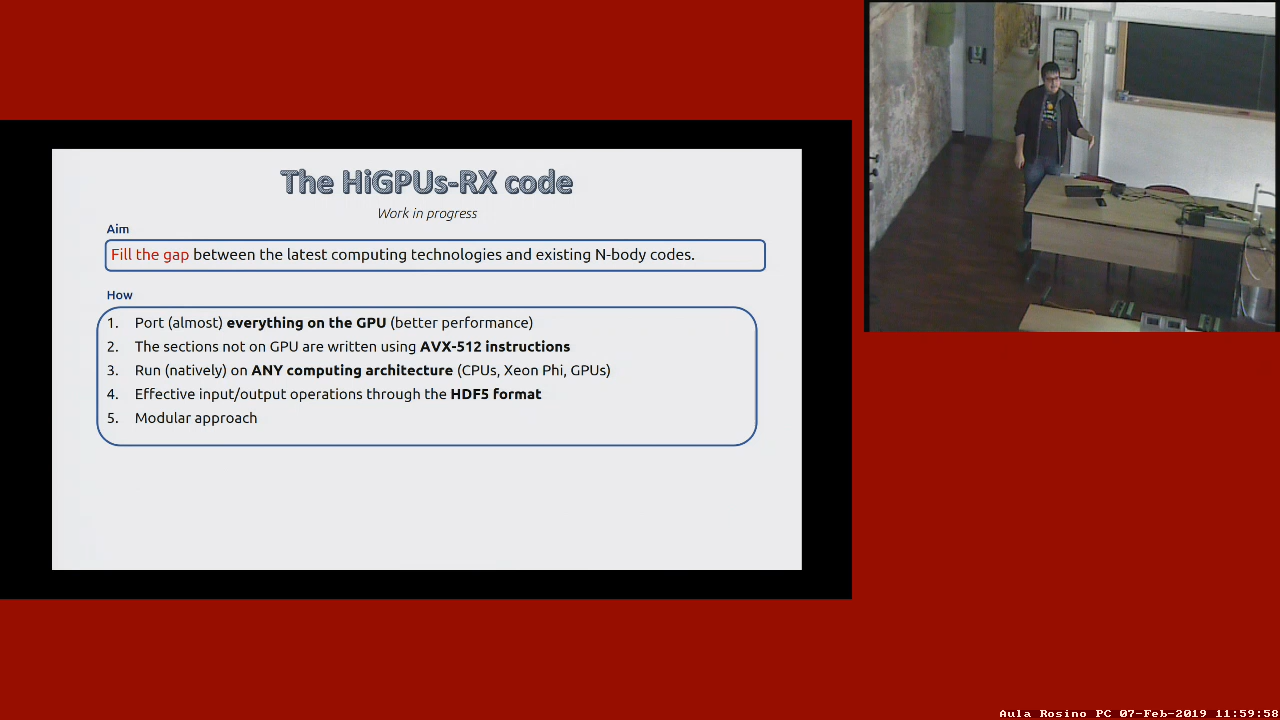 The HiGPUs-RX code
Work in progress
Aim
Fill the gap between the latest computing technologies and existing N-body codes.
How
1. Port (almost) everything on the GPU (better performance)
2. The sections not on GPU are written using AVX-512 instructions
3. Run (natively) on ANY computing architecture (CPUs, Xeon Phi, GPUs)
4. Effective input/output operations through the HDF5 format
5. Modular approach
Aula Rosino PC 07-Feb-2019 11:59:58